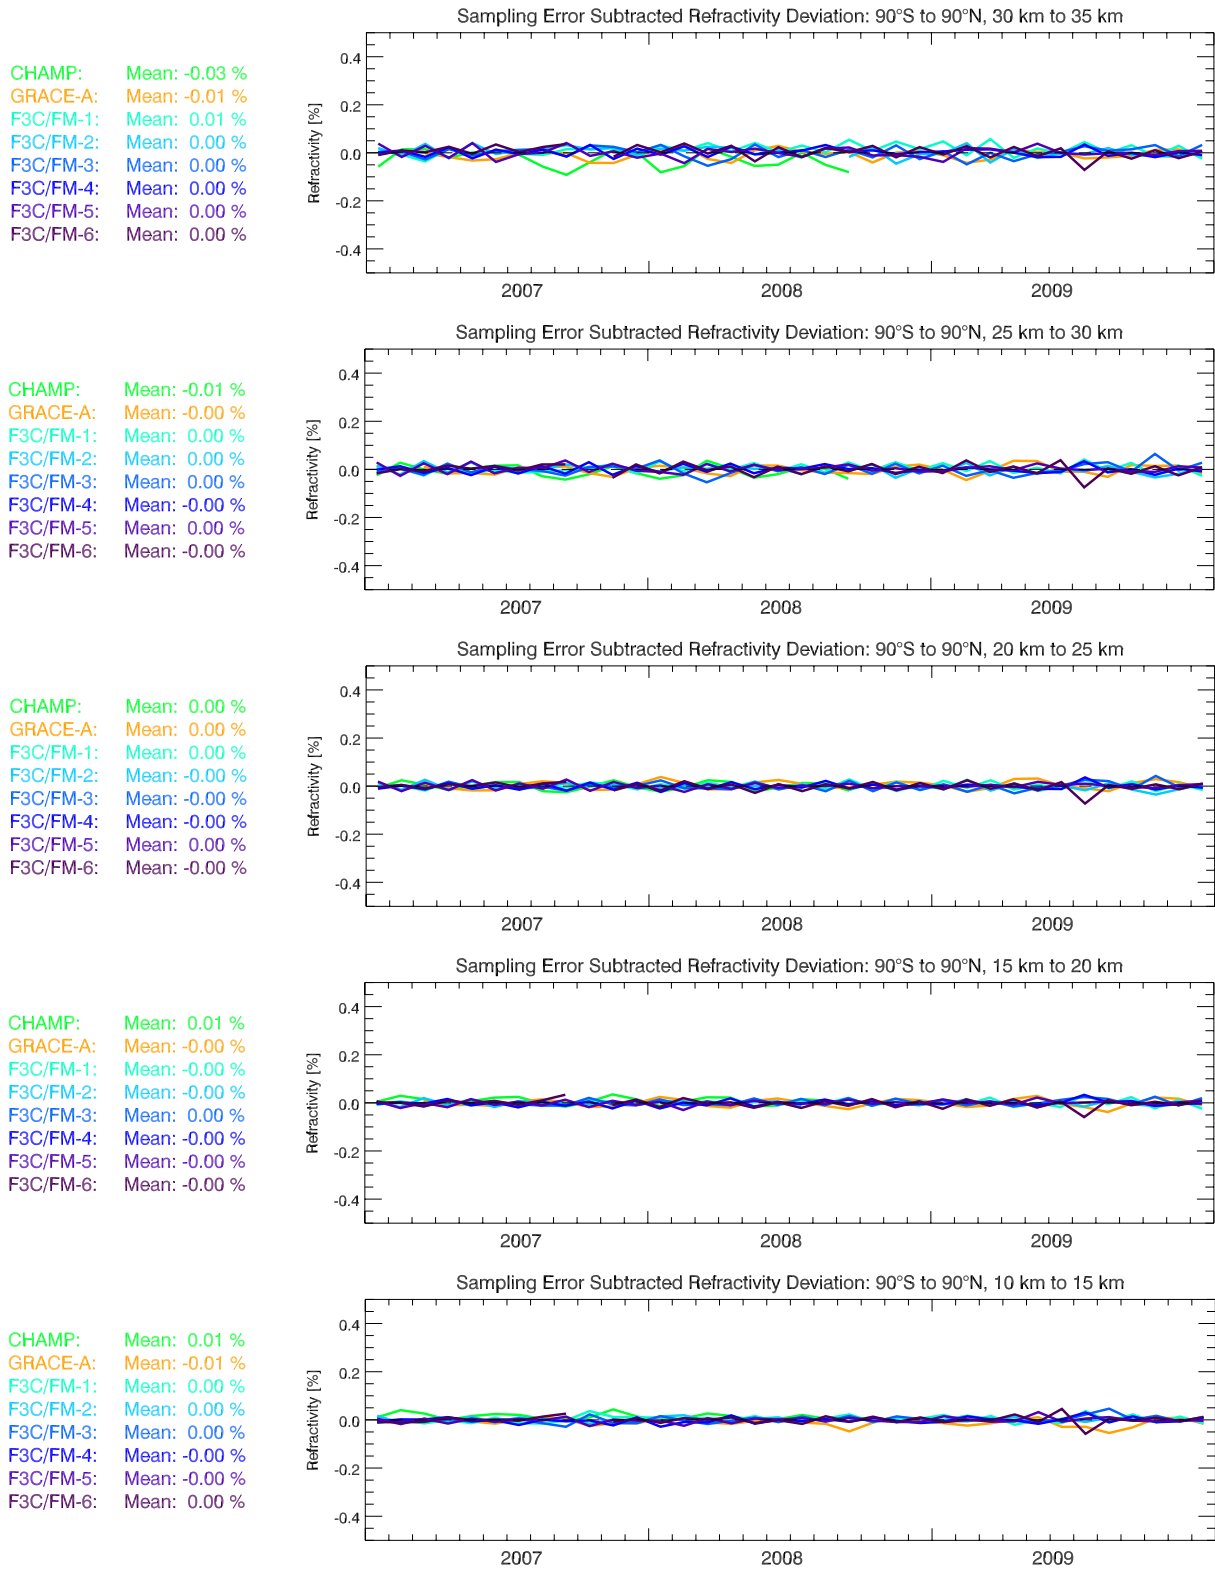 Sampling Error Subtracted Refractivity Deviation: 90°S to 90°N, 30 km to 35 km
CHAMP: Mean: -0.03 %
GRACE-A: Mean: -0.01 %
F3C/FM-1: Mean: 0.01 %
F3C/FM-2: Mean: 0.00 %
F3C/FM-3: Mean: 0.00 %
F3C/FM-4: Mean: 0.00 %
F3C/FM-5: Mean: 0.00 %
F3C/FM-6: Mean: 0.00 %
Refractivity [%]
0.4
0.2
0.0
-0.2
-0.4
2007 2008 2009
Sampling Error Subtracted Refractivity Deviation: 90°S to 90°N, 25 km to 30 km
CHAMP: Mean: -0.01 %
GRACE-A: Mean: -0.00 %
F3C/FM-1: Mean: 0.00 %
F3C/FM-2: Mean: 0.00 %
F3C/FM-3: Mean: 0.00 %
F3C/FM-4: Mean: -0.00 %
F3C/FM-5: Mean: 0.00 %
F3C/FM-6: Mean: -0.00 %
Refractivity [%]
0.4
0.2
0.0
-0.2
-0.4
2007 2008 2009
Sampling Error Subtracted Refractivity Deviation: 90°S to 90°N, 20 km to 25 km
CHAMP: Mean: 0.00 %
GRACE-A: Mean: 0.00 %
F3C/FM-1: Mean: 0.00 %
F3C/FM-2: Mean: -0.00 %
F3C/FM-3: Mean: -0.00 %
F3C/FM-4: Mean: -0.00 %
F3C/FM-5: Mean: 0.00 %
F3C/FM-6: Mean: -0.00 %
Refractivity [%]
0.4
0.2
0.0
-0.2
-0.4
2007 2008 2009
Sampling Error Subtracted Refractivity Deviation: 90°S to 90°N, 15 km to 20 km
CHAMP: Mean: 0.01 %
GRACE-A: Mean: -0.00 %
F3C/FM-1: Mean: -0.00 %
F3C/FM-2: Mean: -0.00 %
F3C/FM-3: Mean: 0.00 %
F3C/FM-4: Mean: -0.00 %
F3C/FM-5: Mean: -0.00 %
F3C/FM-6: Mean: -0.00 %
Refractivity [%]
0.4
0.2
0.0
-0.2
-0.4
2007 2008 2009
Sampling Error Subtracted Refractivity Deviation: 90°S to 90°N, 10 km to 15 km
CHAMP: Mean: 0.01 %
GRACE-A: Mean: -0.01 %
F3C/FM-1: Mean: 0.00 %
F3C/FM-2: Mean: 0.00 %
F3C/FM-3: Mean: 0.00 %
F3C/FM-4: Mean: -0.00 %
F3C/FM-5: Mean: -0.00 %
F3C/FM-6: Mean: 0.00 %
Refractivity [%]
0.4
0.2
0.0
-0.2
-0.4
2007 2008 2009